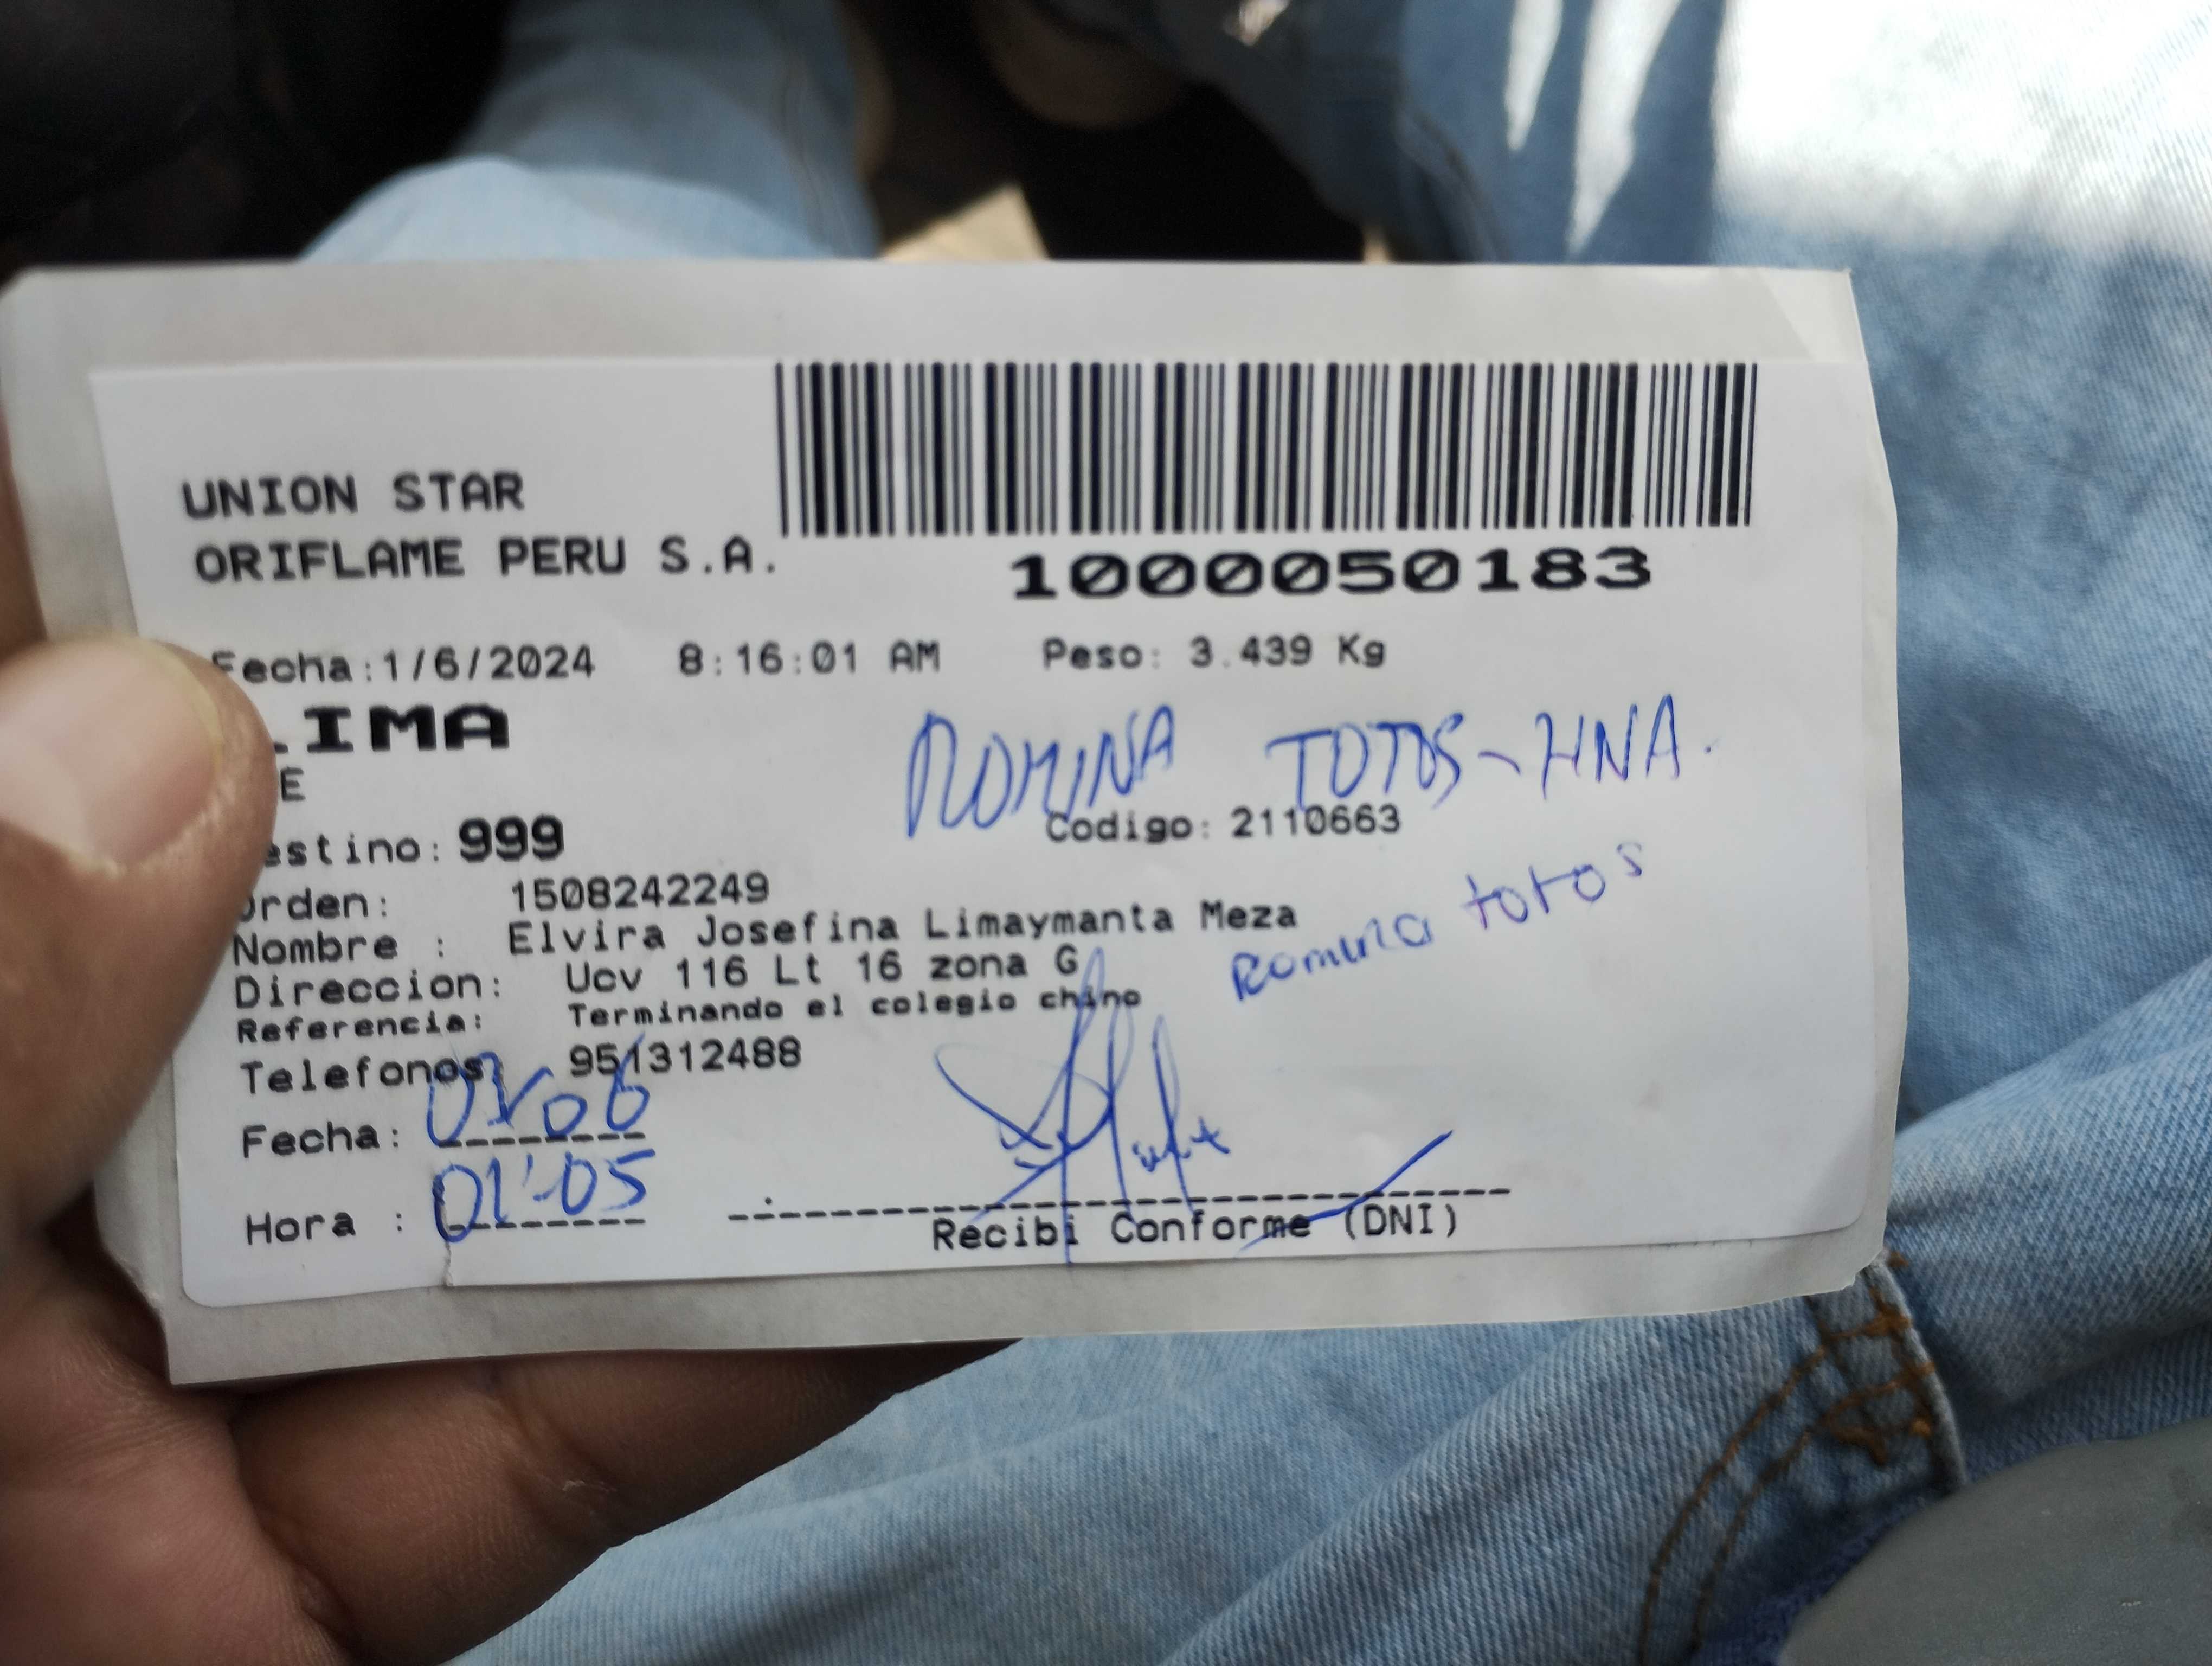 UNION STAR
ORIFLAME PERU S.A.
1000050183
Fecha:1/6/2024 8:16:01 AM Peso: 3.439 Kg
LIMA
E
ROMINA TOTOS-HNA.
estino: 999 Codigo: 2110663
Orden: 1508242249
Nombre : Elvira Josefina Limaymanta Meza
Romina totos
Direccion: Ucv 116 Lt 16 zona G
Referencia: Terminando el colegio chino
Telefonos 951312488
Fecha: 01/06
Hora : 01:05
Recibi Conforme (DNI)